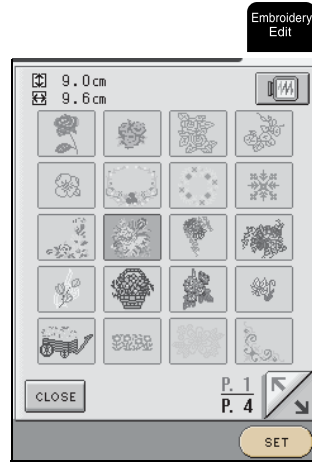 Embroidery
Edit
9.0cm
9.6cm
CLOSE
P. 1
P. 4
SET